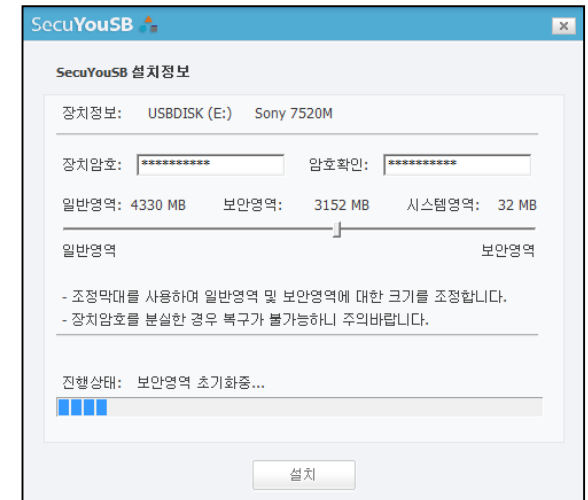 SecuYouSB
SecuYouSB 설치정보
장치정보: USBDISK (E:) Sony 7520M
장치암호: ********** 암호확인: **********
일반영역: 4330 MB 보안영역: 3152 MB 시스템영역: 32 MB
일반영역 보안영역
- 조정막대를 사용하며 일반영역 및 보안영역에 대한 크기를 조정합니다.
- 장치암호를 분실한 경우 복구가 불가능하니 주의바랍니다.
진행상태: 보안영역 초기화중...
설치